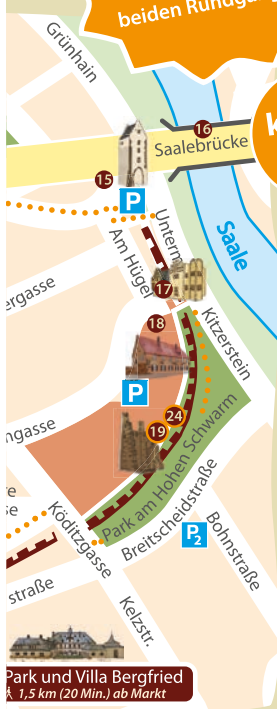 beiden
Grünhain
16
Saalebrücke
15
P
Saale
Unterm
Am Hügel
17
ergasse
Kitzerstein
18
P
24
19
ngasse
Park am Hohen Schwarm
Köditzgasse
Breitscheidstraße
Bohnstraße
P2
straße
Kelzstr.
Park und Villa Bergfried
1,5 km (20 Min.) ab Markt